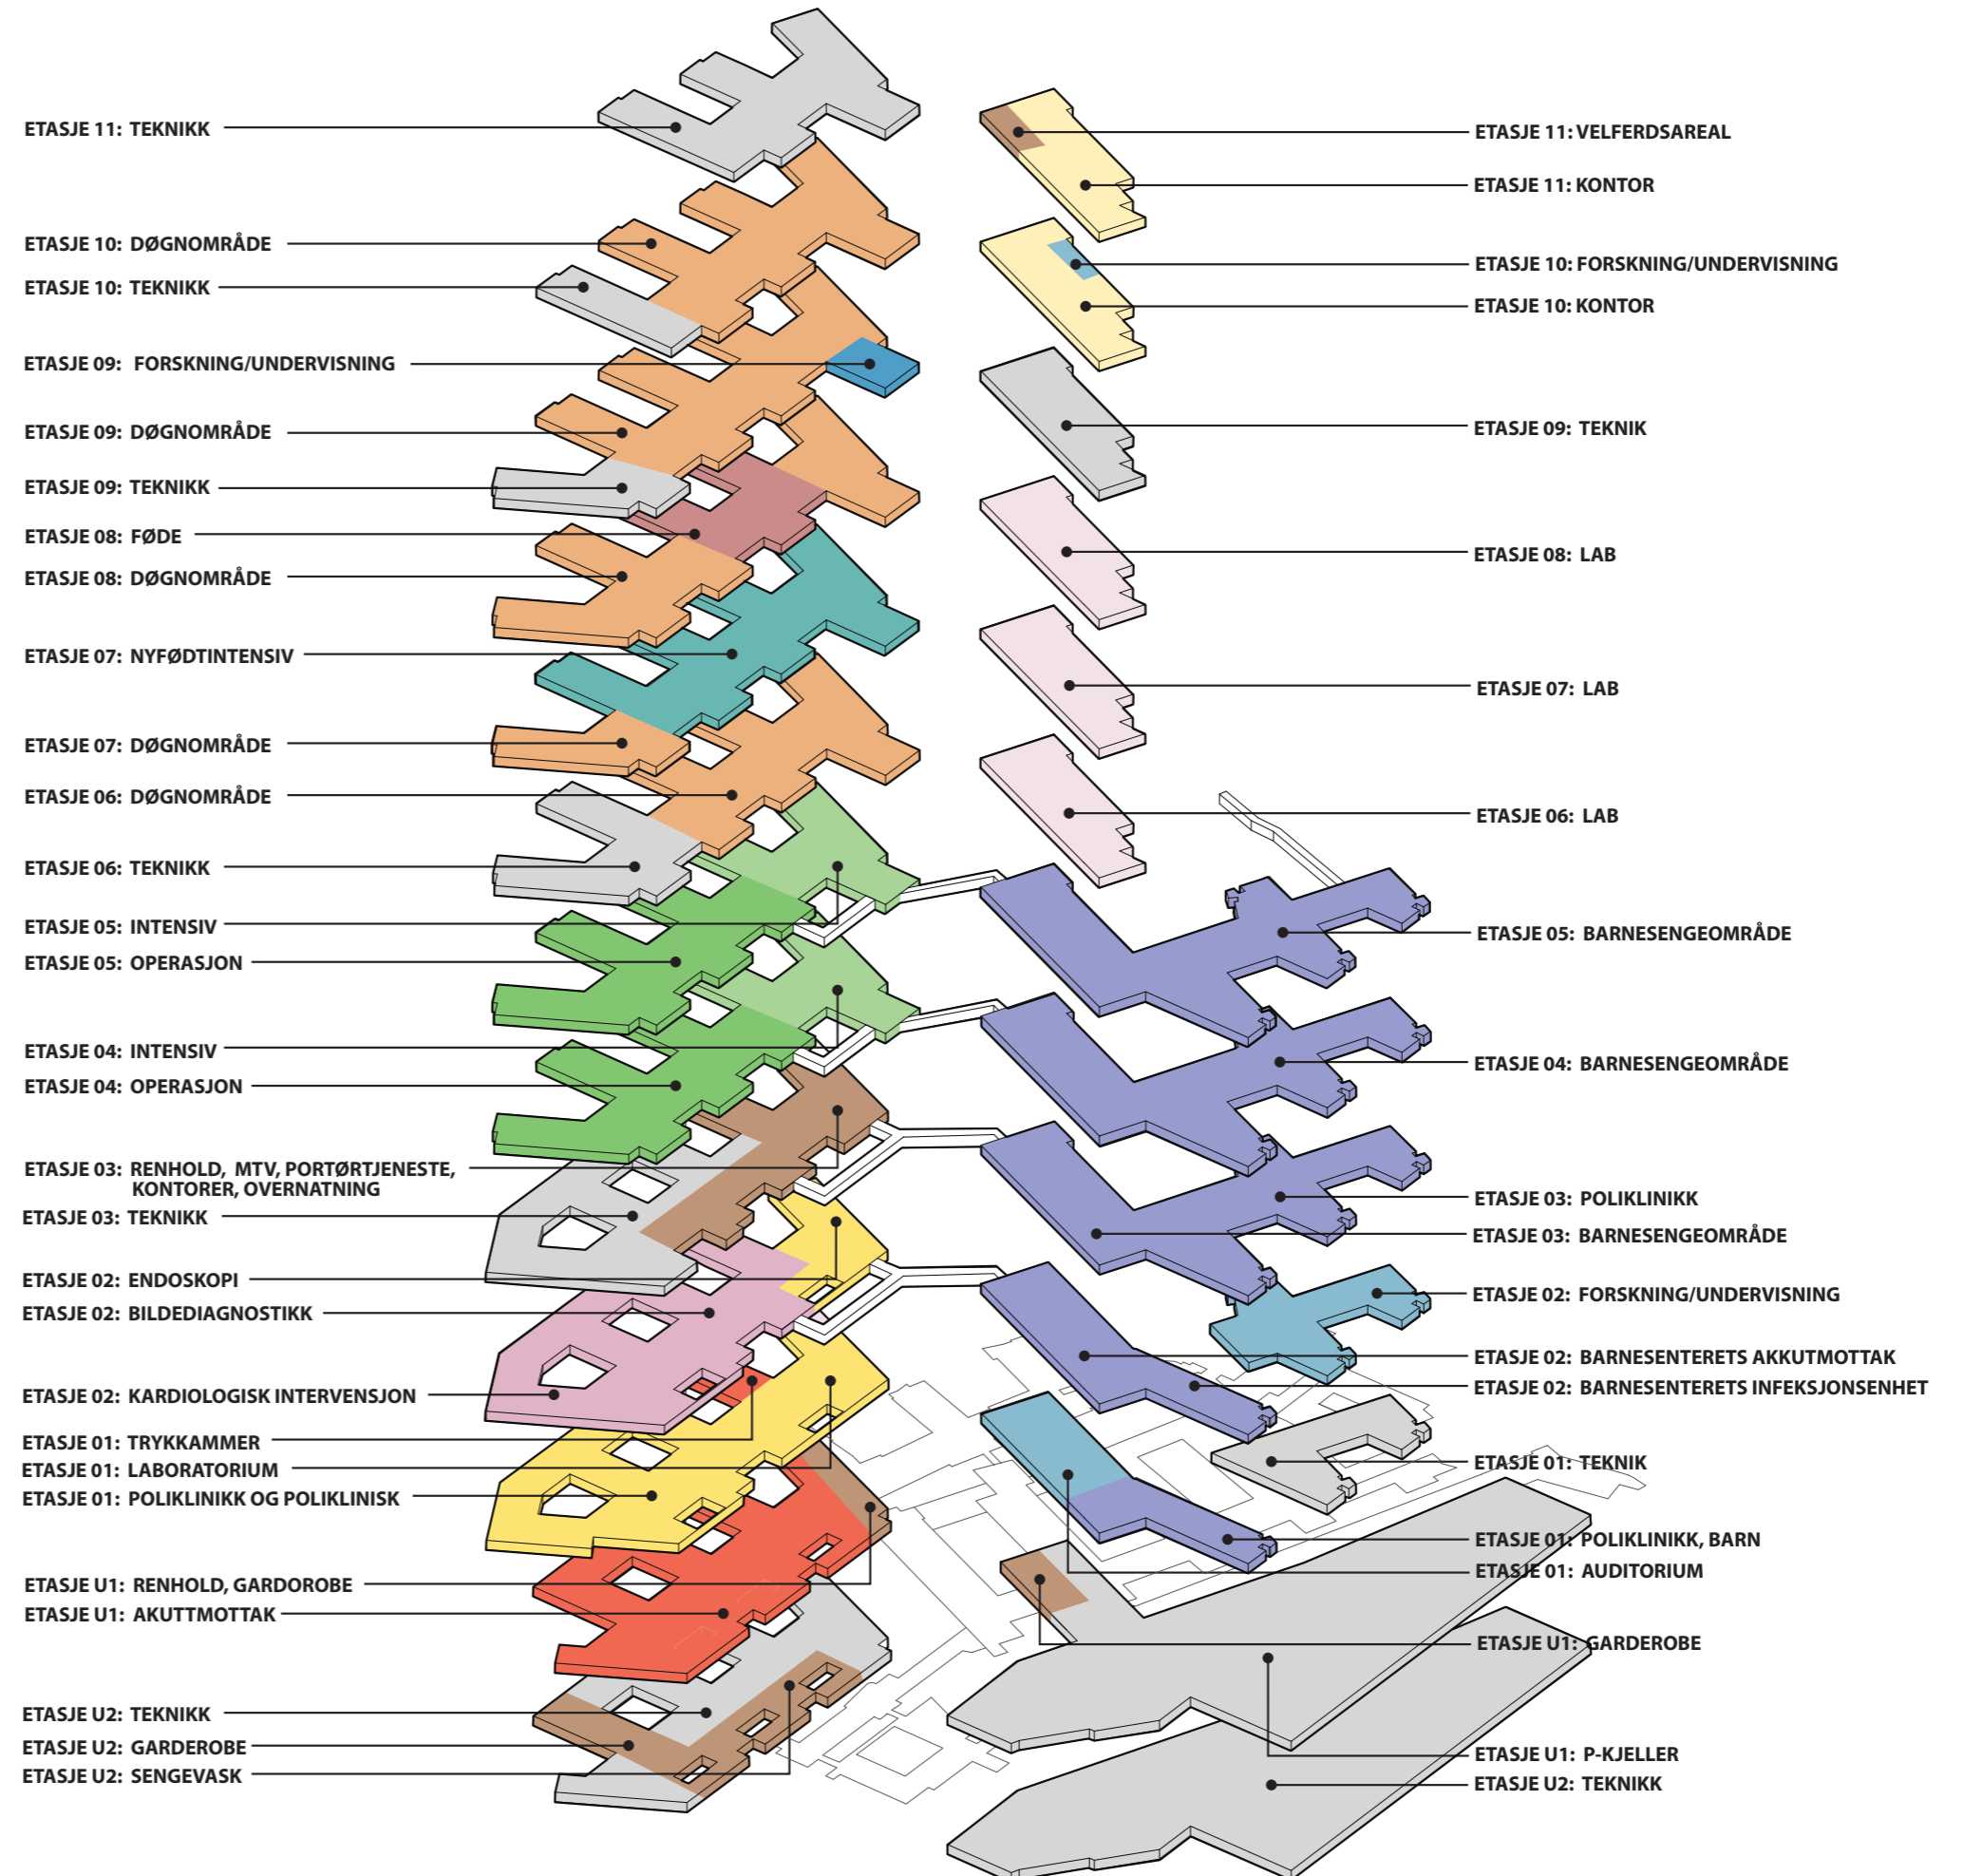 ETASJE 11: TEKNIKK
ETASJE 10: DØGNOMRÅDE
ETASJE 10: TEKNIKK
ETASJE 09: FORSKNING/UNDERVISNING
ETASJE 09: DØGNOMRÅDE
ETASJE 09: TEKNIKK
ETASJE 08: FØDE
ETASJE 08: DØGNOMRÅDE
ETASJE 07: NYFØDTINTENSIV
ETASJE 07: DØGNOMRÅDE
ETASJE 06: DØGNOMRÅDE
ETASJE 06: TEKNIKK
ETASJE 05: INTENSIV
ETASJE 05: OPERASJON
ETASJE 04: INTENSIV
ETASJE 04: OPERASJON
ETASJE 03: RENHOLD, MTV, PORTØRTJENESTE,
KONTORER, OVERNATNING
ETASJE 03: TEKNIKK
ETASJE 02: ENDOSKOPI
ETASJE 02: BILDEDIAGNOSTIKK
ETASJE 02: KARDIOLOGISK INTERVENSJON
ETASJE 01: TRYKKAMMER
ETASJE 01: LABORATORIUM
ETASJE 01: POLIKLINIKK OG POLIKLINISK
ETASJE U1: RENHOLD, GARDOROBE
ETASJE U1: AKUTTMOTTAK
ETASJE U2: TEKNIKK
ETASJE U2: GARDEROBE
ETASJE U2: SENGEVASK
ETASJE 11: VELFERDSAREAL
ETASJE 11: KONTOR
ETASJE 10: FORSKNING/UNDERVISNING
ETASJE 10: KONTOR
ETASJE 09: TEKNIK
ETASJE 08: LAB
ETASJE 07: LAB
ETASJE 06: LAB
ETASJE 05: BARNESENGEOMRÅDE
ETASJE 04: BARNESENGEOMRÅDE
ETASJE 03: POLIKLINIKK
ETASJE 03: BARNESENGEOMRÅDE
ETASJE 02: FORSKNING/UNDERVISNING
ETASJE 02: BARNESENTERETS AKKUTMOTTAK
ETASJE 02: BARNESENTERETS INFEKSJONSENHET
ETASJE 01: TEKNIK
ETASJE 01: POLIKLINIKK, BARN
ETASJE 01: AUDITORIUM
ETASJE U1: GARDEROBE
ETASJE U1: P-KJELLER
ETASJE U2: TEKNIKK